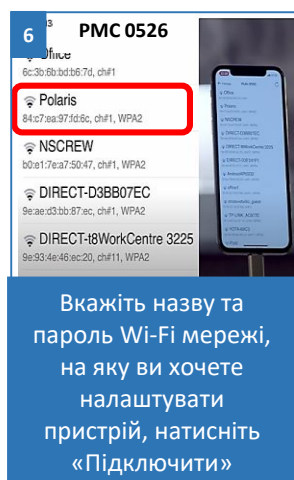 6
PMC 0526
Office
6c:3b:6b:bd:b6:7d, ch#1
Polaris
84:c7:ea:97:fd:6c, ch#1, WPA2
NSCREW
b0:e1:7e:a7:50:47, ch#1, WPA2
DIRECT-D3BB07EC
9e:ae:d3:bb:87:ec, ch#1, WPA2
DIRECT-t8WorkCentre 3225
9e:93:4e:46:ec:20, ch#11, WPA2
Вкажіть назву та
пароль Wi-Fi мережі,
на яку ви хочете
налаштувати
пристрій, натисніть
«Підключити»